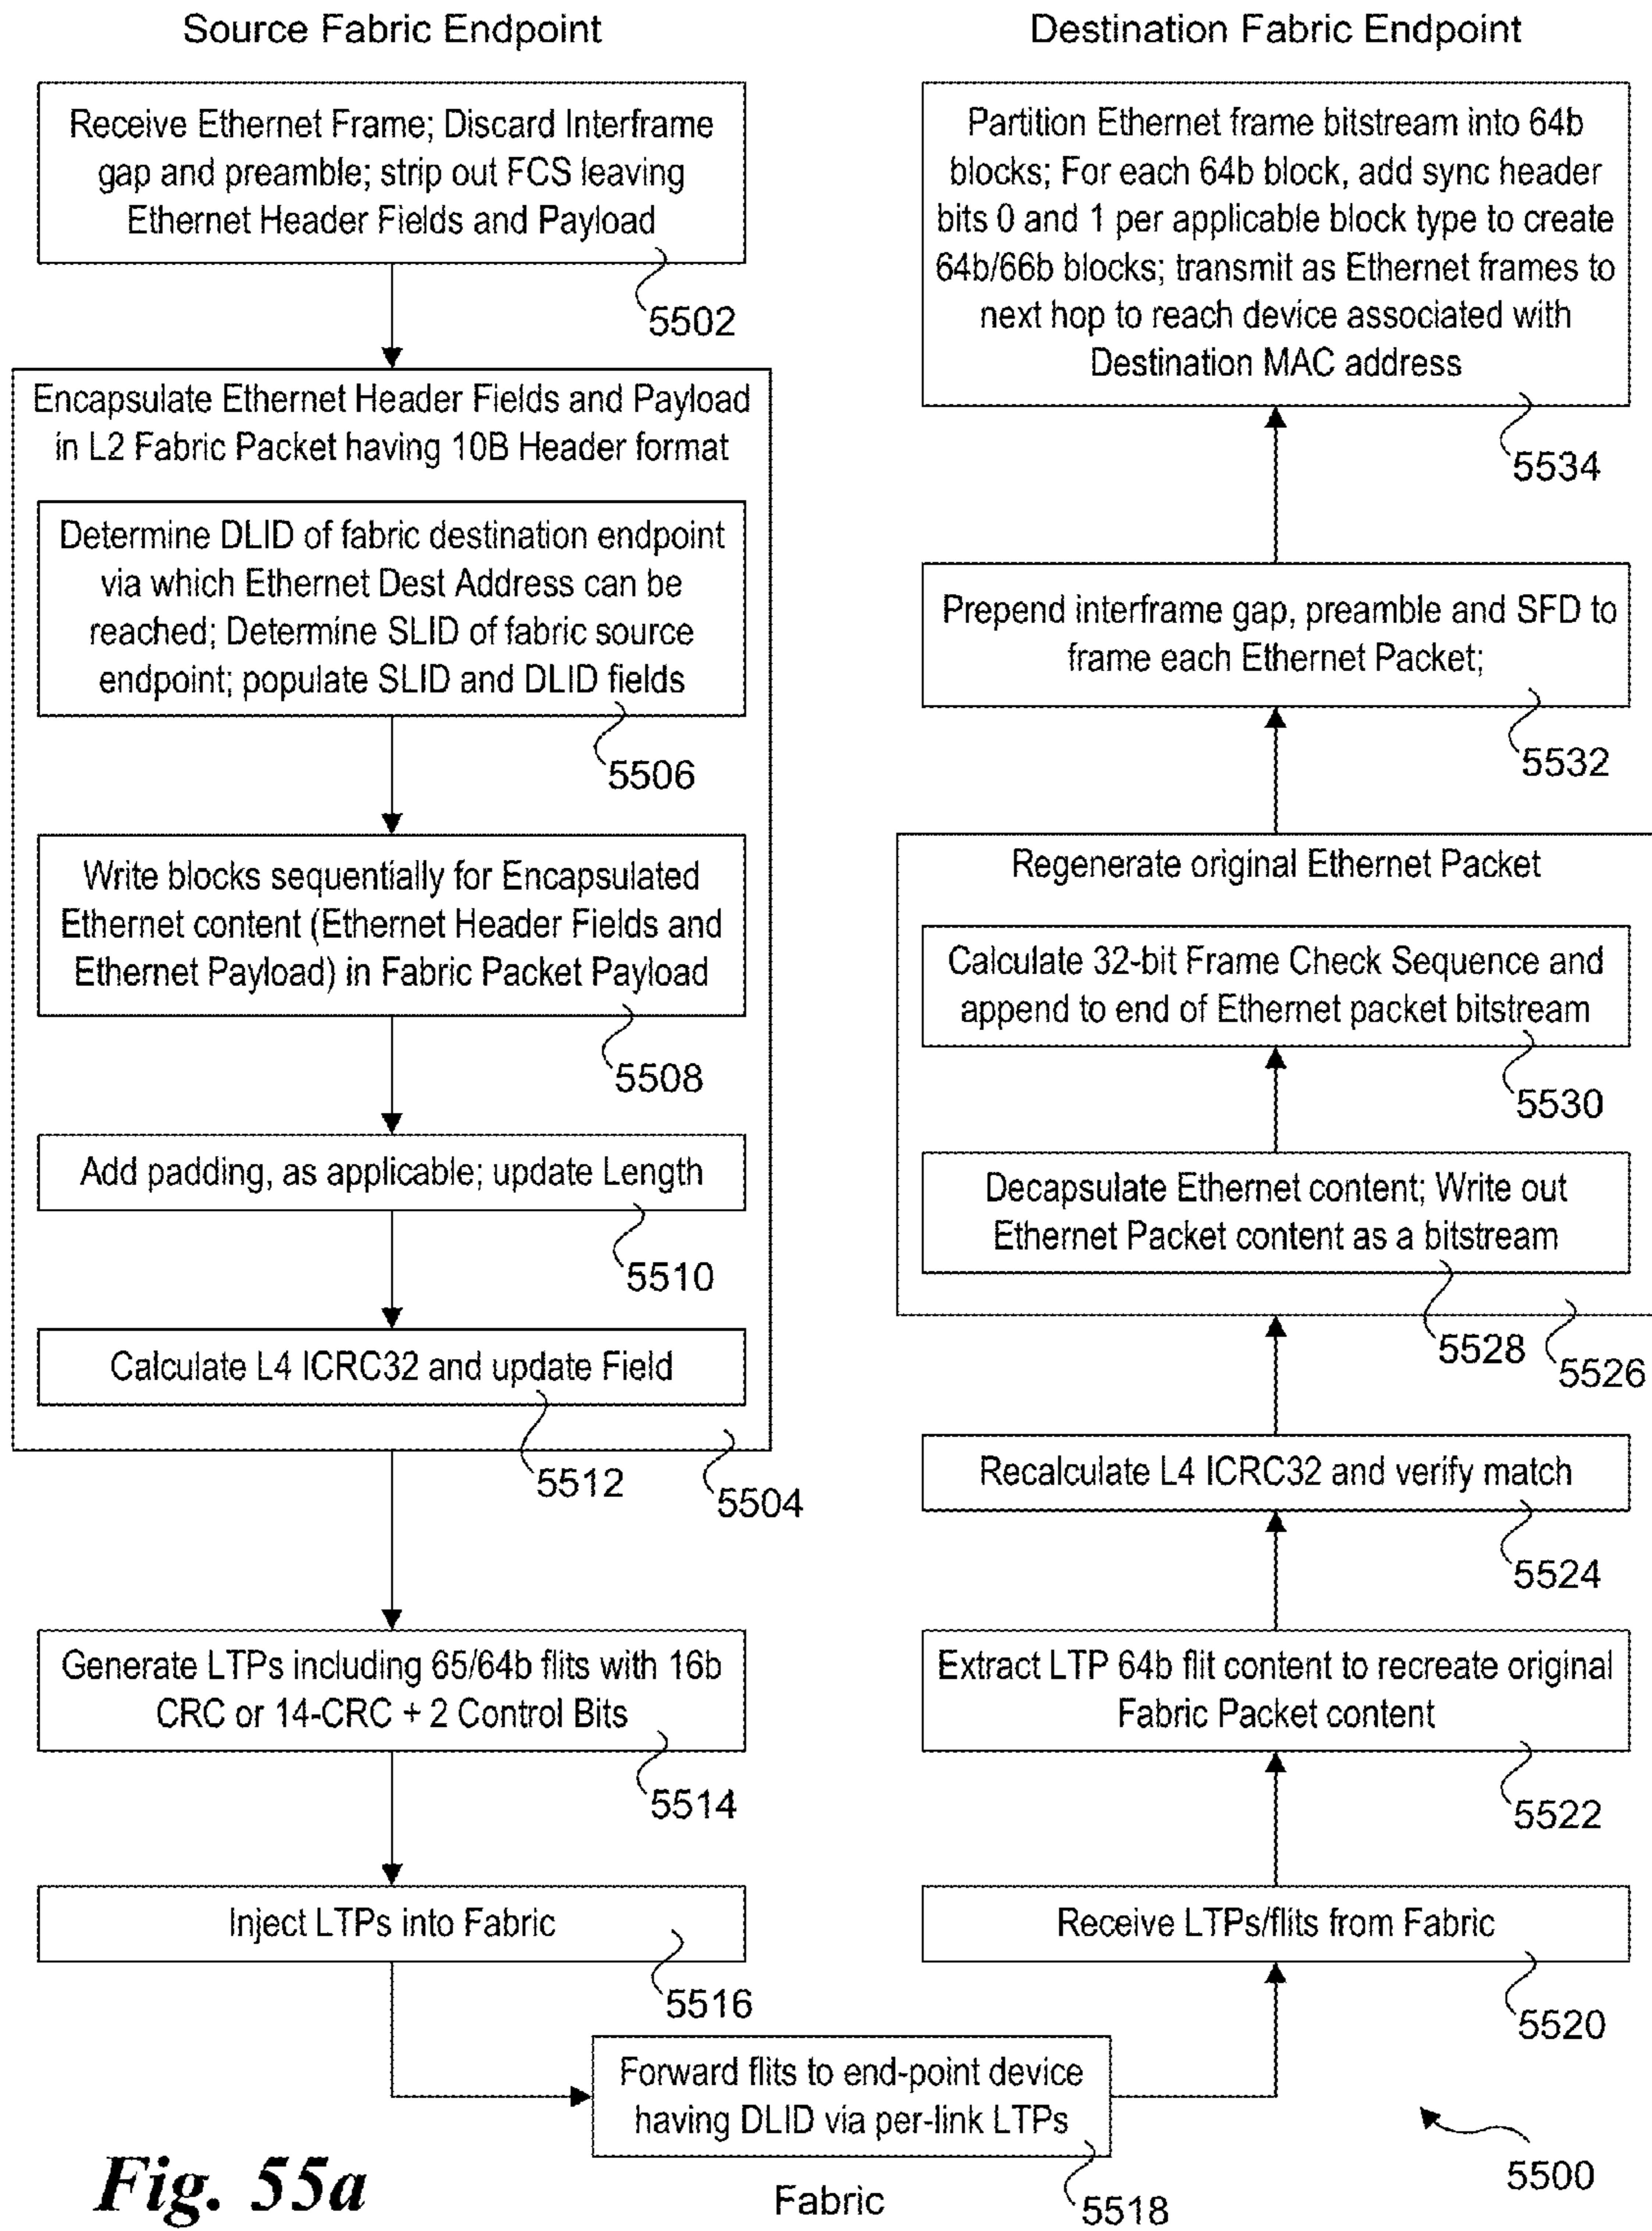 Source Fabric Endpoint
Receive Ethernet Frame; Discard Interframe
gap and preamble; strip out FCS leaving
Ethernet Header Fields and Payload
5502
Encapsulate Ethernet Header Fields and Payload
in L2 Fabric Packet having 10B Header format
Determine DLID of fabric destination endpoint
via which Ethernet Dest Address can be
reached; Determine SLID of fabric source
endpoint; populate SLID and DLID fields
5506
Write blocks sequentially for Encapsulated
Ethernet content (Ethernet Header Fields and
Ethernet Payload) in Fabric Packet Payload
5508
Add padding, as applicable; update Length
5510
Calculate L4 ICRC32 and update Field
5512
5504
Generate LTPs including 65/64b flits with 16b
CRC or 14-CRC + 2 Control Bits
5514
Inject LTPs into Fabric
5516
Forward flits to end-point device
having DLID via per-link LTPs
5518
Fabric
Destination Fabric Endpoint
Partition Ethernet frame bitstream into 64b
blocks; For each 64b block, add sync header
bits 0 and 1 per applicable block type to create
64b/66b blocks; transmit as Ethernet frames to
next hop to reach device associated with
Destination MAC address
5534
Prepend interframe gap, preamble and SFD to
frame each Ethernet Packet;
5532
Regenerate original Ethernet Packet
Calculate 32-bit Frame Check Sequence and
append to end of Ethernet packet bitstream
5530
Decapsulate Ethernet content; Write out
Ethernet Packet content as a bitstream
5528
5526
Recalculate L4 ICRC32 and verify match
5524
Extract LTP 64b flit content to recreate original
Fabric Packet content
5522
Receive LTPs/flits from Fabric
5520
5500
Fig. 55a